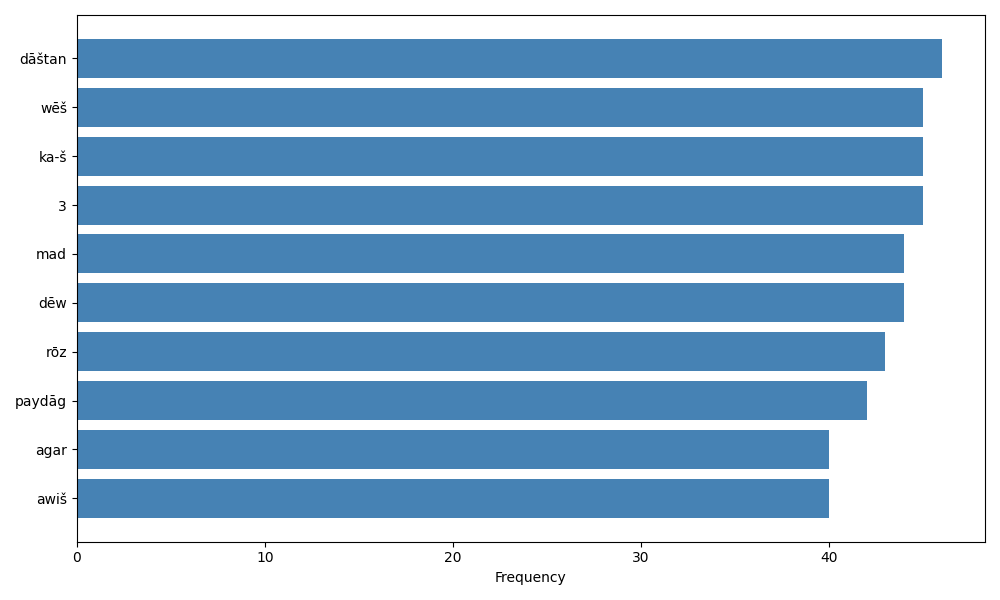 dāštan
wēš
ka-š
3
mad
dēw
rōz
paydāg
agar
awiš
0 10 20 30 40
Frequency